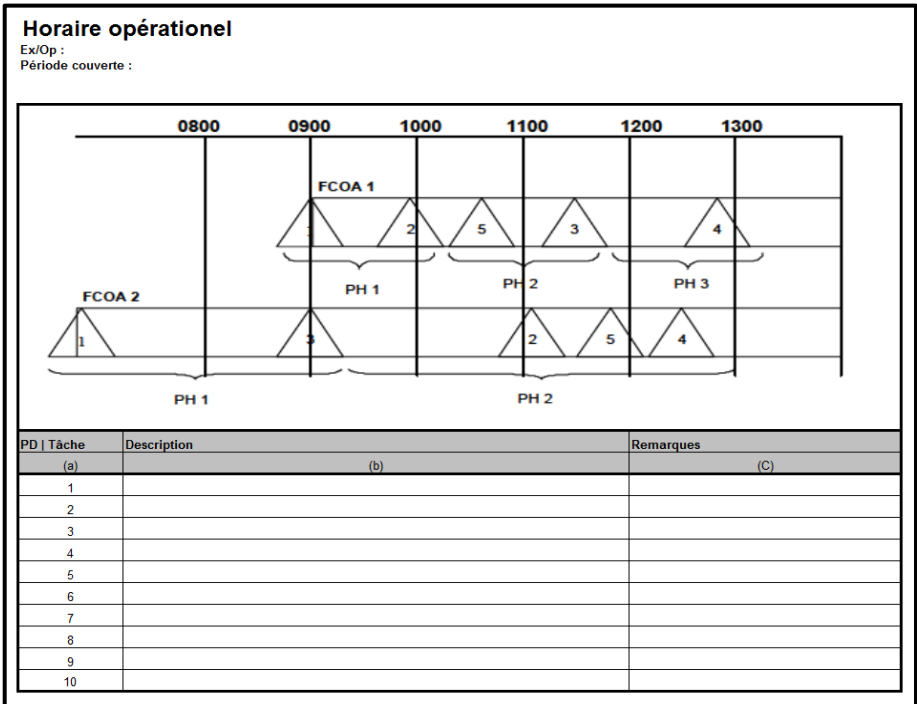 Horaire opérationel
Ex/Op :
Période couverte :
0800 0900 1000 1100 1200 1300
FCOA 1
1 2 5 3 4
PH 1 PH 2 PH 3
FCOA 2
1 3 2 5 4
PH 1 PH 2
PD | Tâche Description Remarques
(a) (b) (C)
1
2
3
4
5
6
7
8
9
10